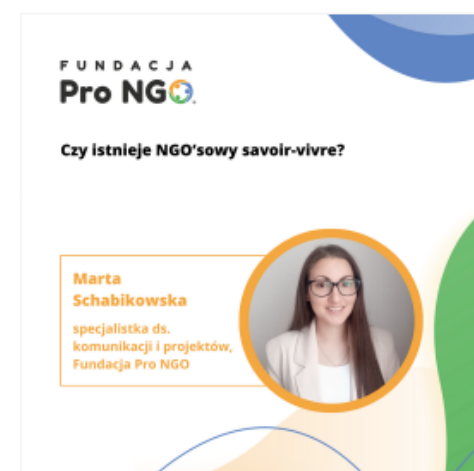 FUNDACJA
Pro NGO
Czy istnieje NGO'sowy savoir-vivre?
Marta
Schabikowska
specjalistka ds.
komunikacji i projektów,
Fundacja Pro NGO